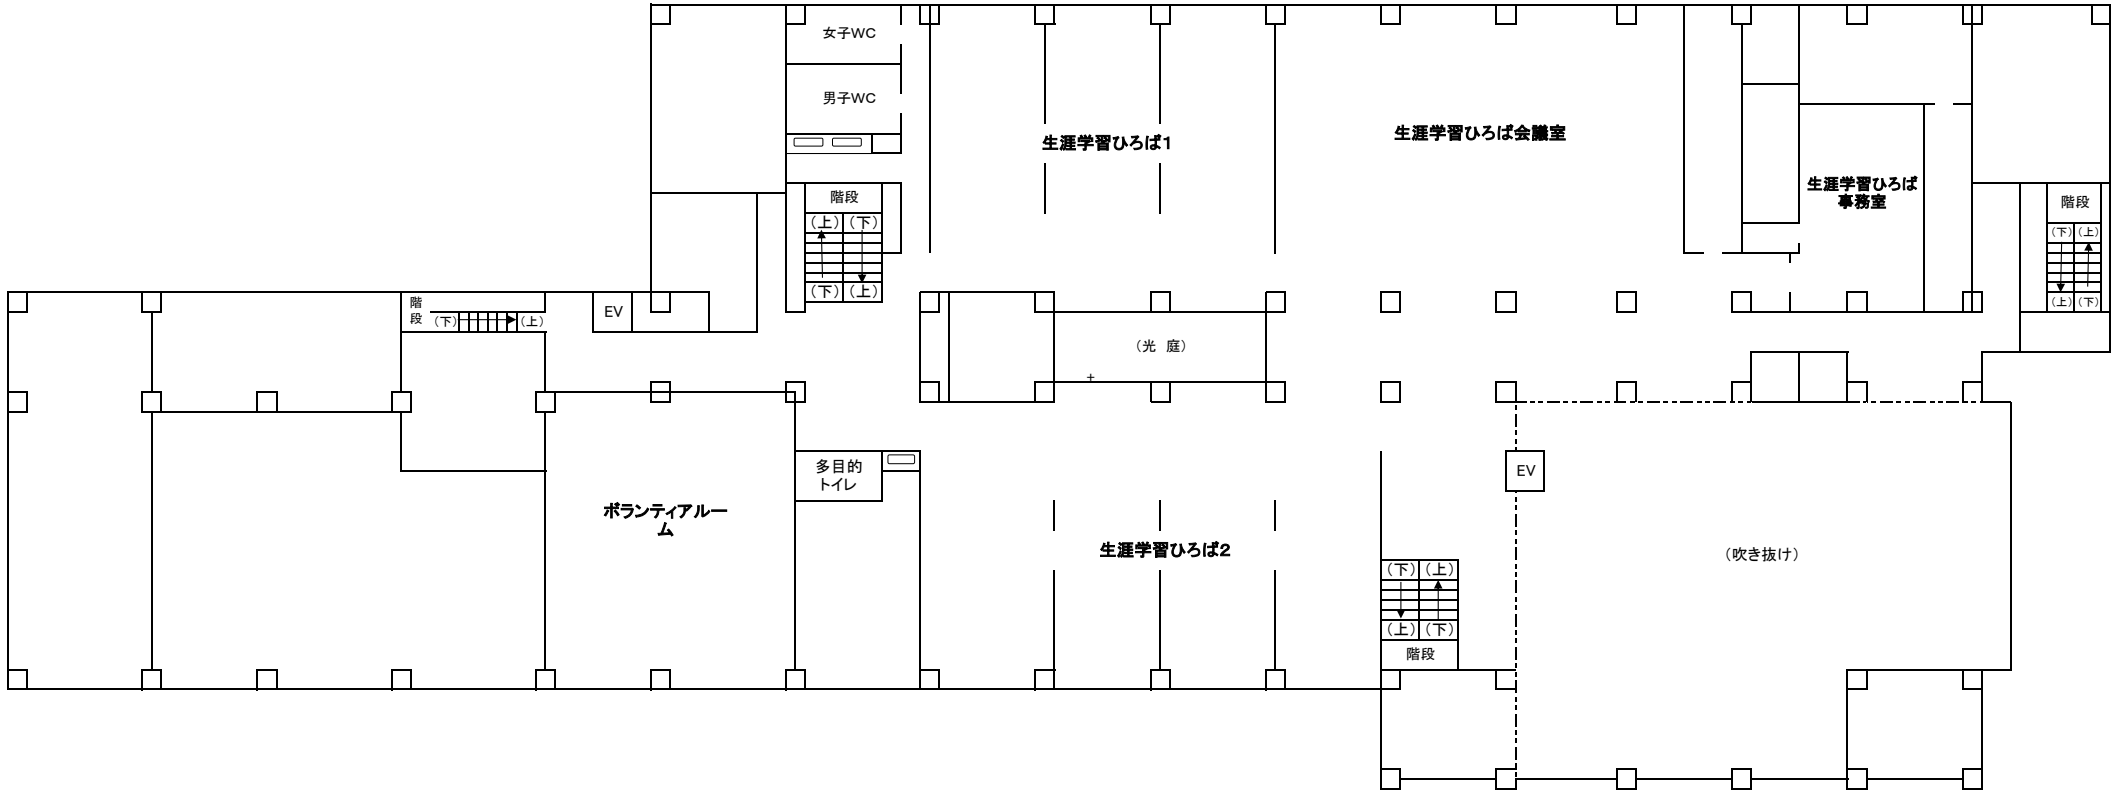 女子WC
男子WC
生涯学習ひろば1
生涯学習ひろば会議室
生涯学習ひろば
事務室
階段
(上)
(下)
(下)
(上)
階段
(下)
(上)
(上)
(下)
階
段
(下)
(上)
EV
(光 庭)
+
多目的
トイレ
EV
ボランティアルー
ム
生涯学習ひろば2
(吹き抜け)
(下)
(上)
(上)
(下)
階段